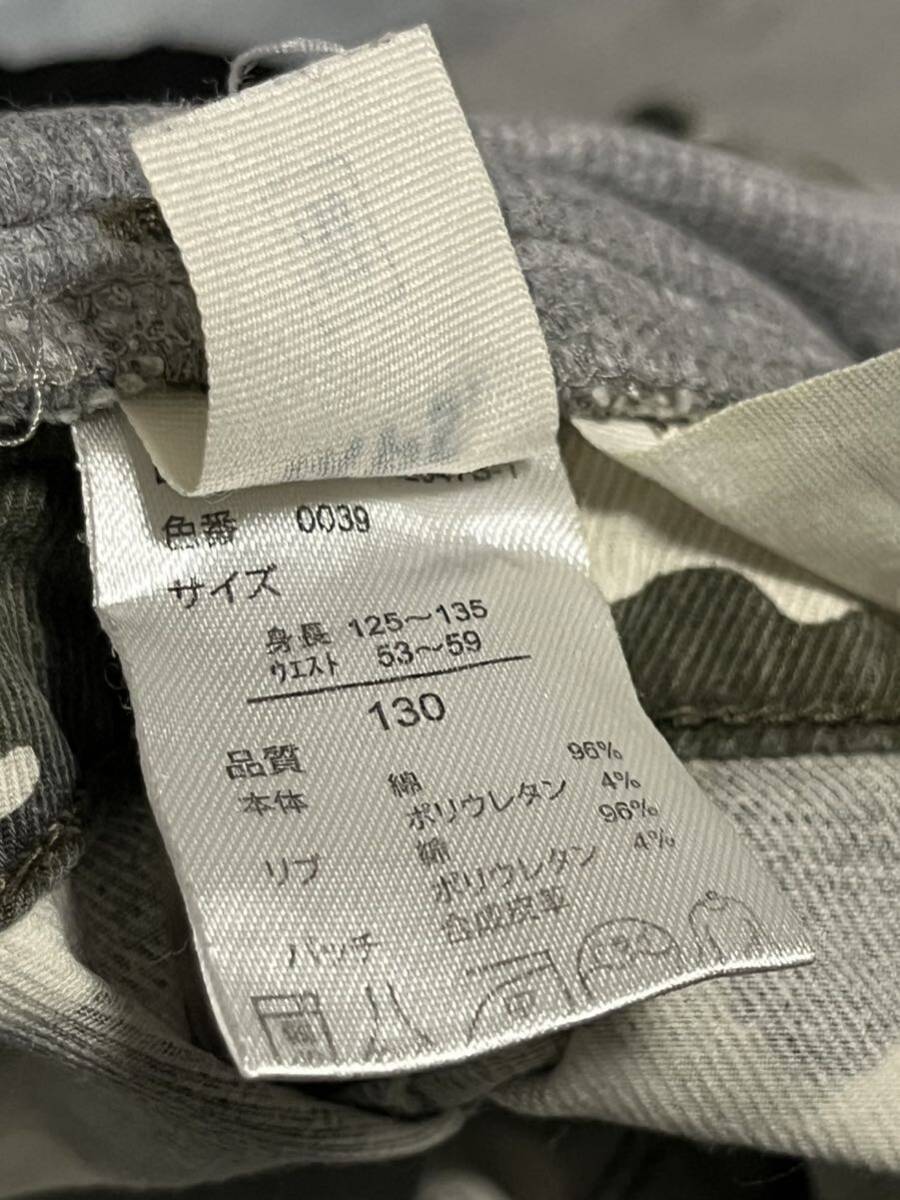 色番 0039
サイズ
身長 125～135
ウエスト 53～59
130
品質
本体 綿 96%
ポリウレタン 4%
リブ 綿 96%
ポリウレタン 4%
パッチ 合成皮革